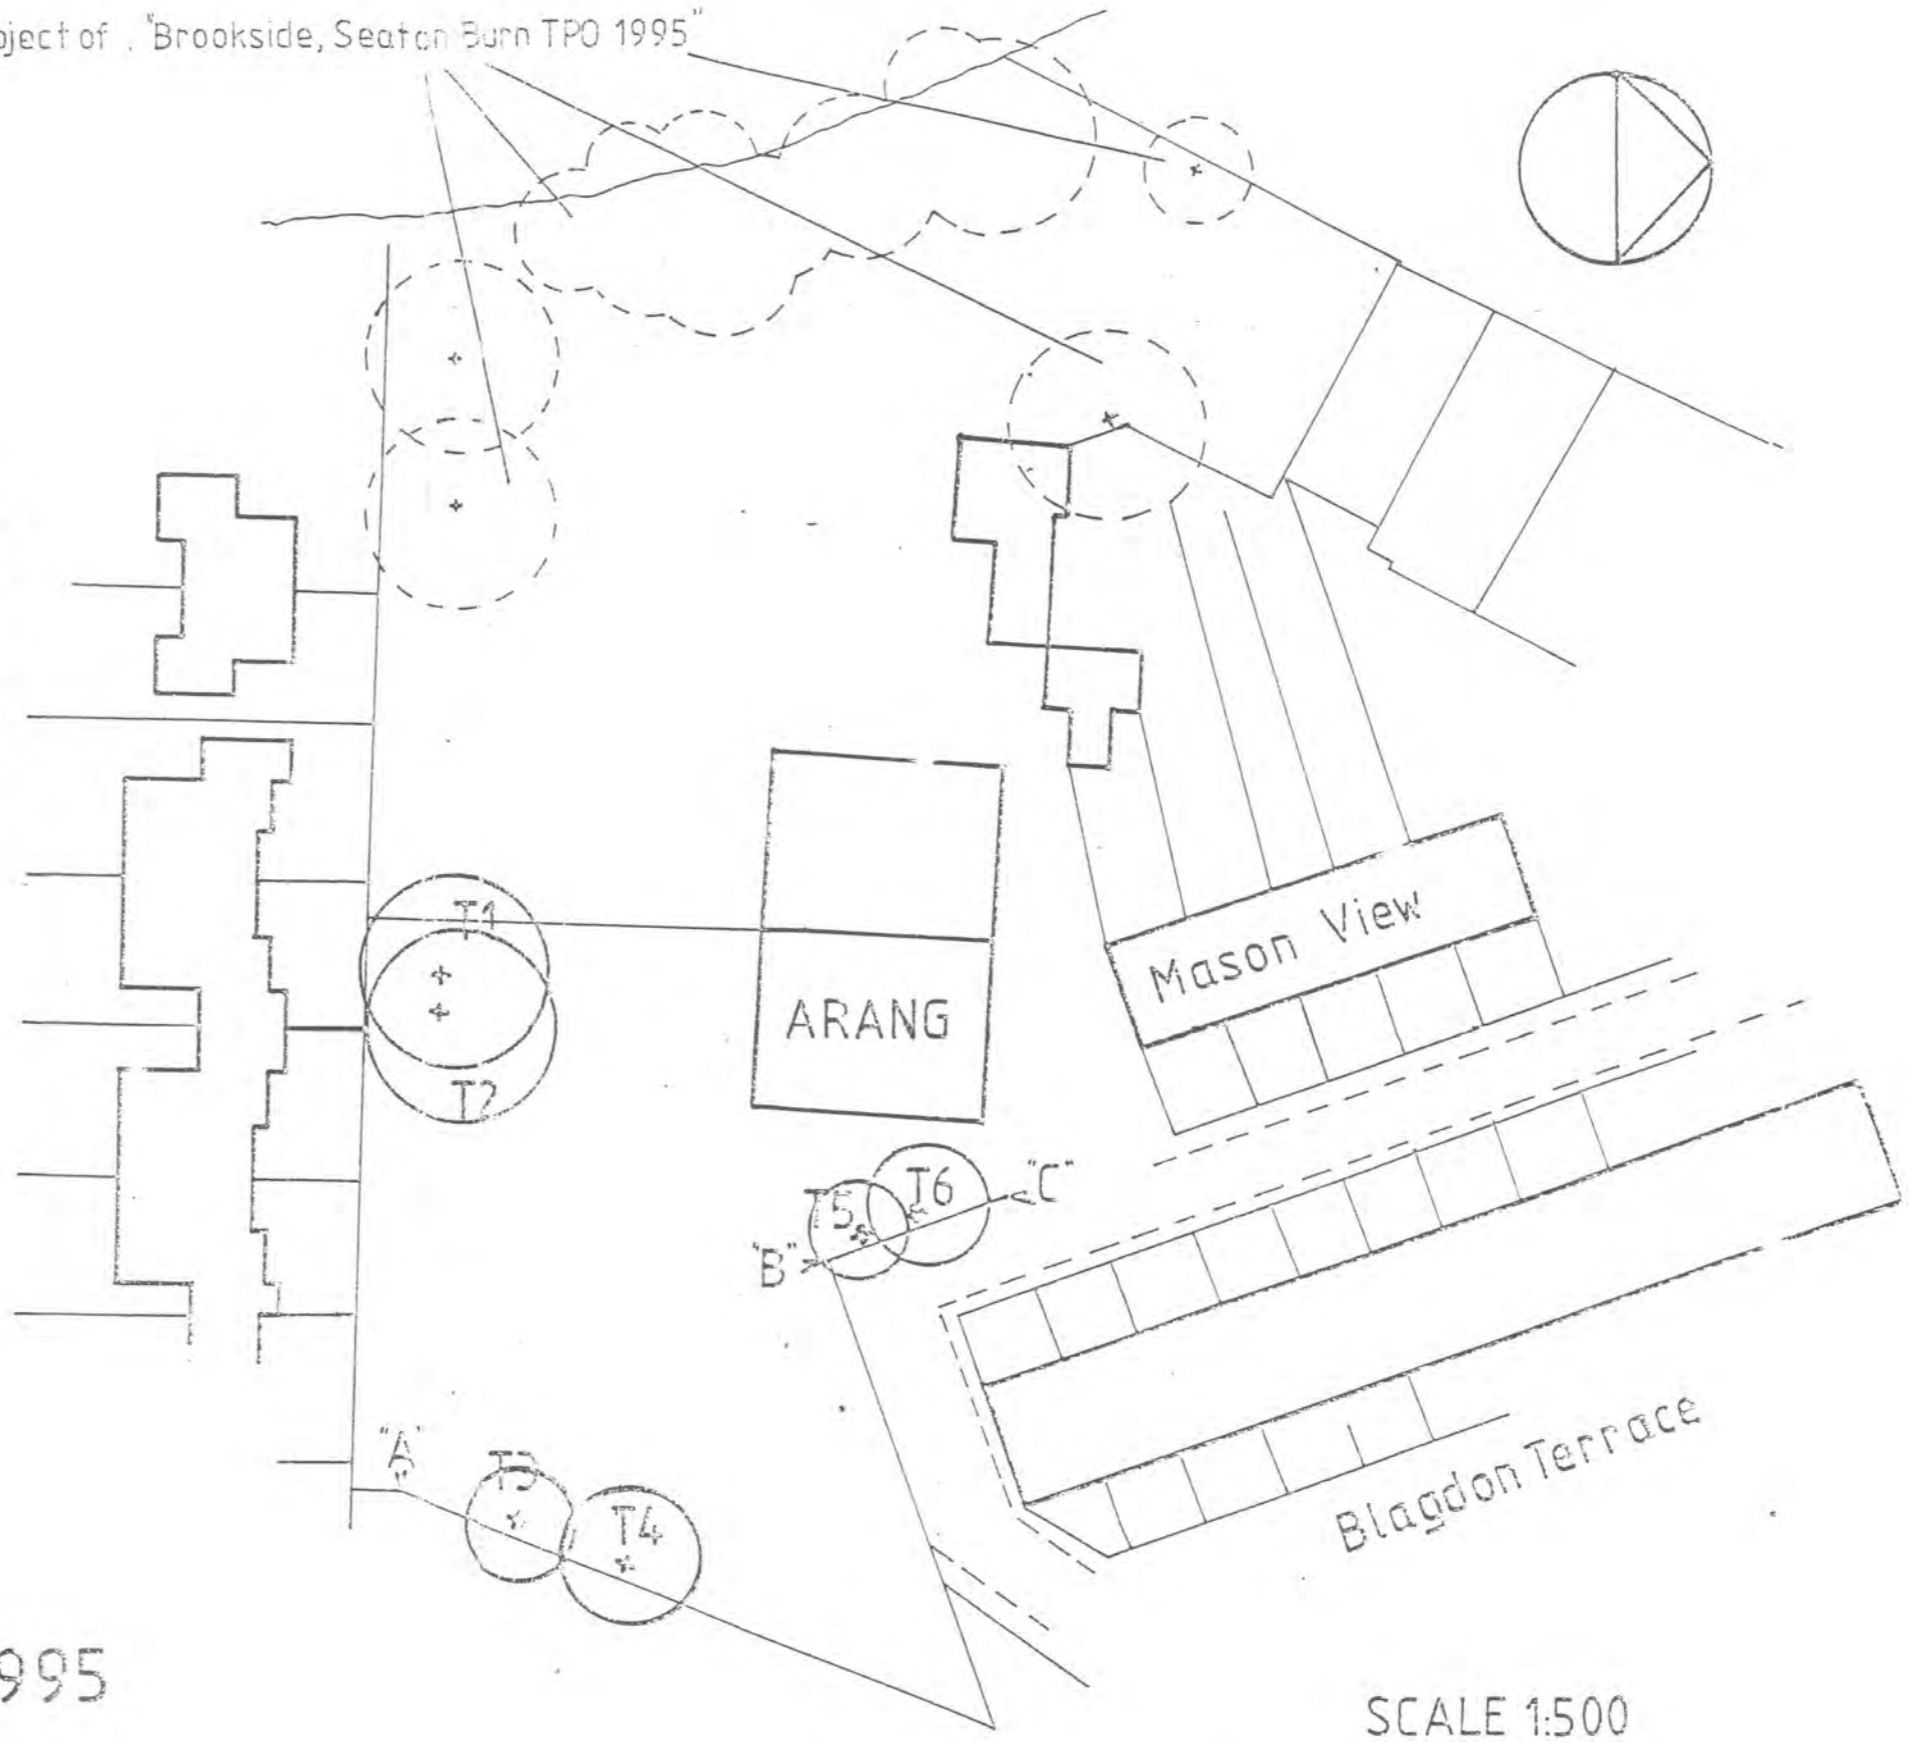 oject of "Brookside, Seaton Burn TPO 1995"
T1
ARANG
T2
Mason View
T5
T6
"C"
"B"
"A"
T3
T4
Blagdon Terrace
995
SCALE 1:500